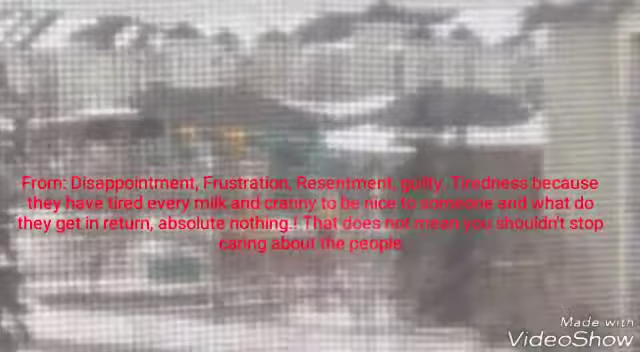 From: Disappointment, Frustration, Resentment, guilty, Tiredness because
they have tired every milk and cranny to be nice to someone and what do
they get in return, absolute nothing.! That does not mean you shouldn't stop
caring about the people
Made with
VideoShow